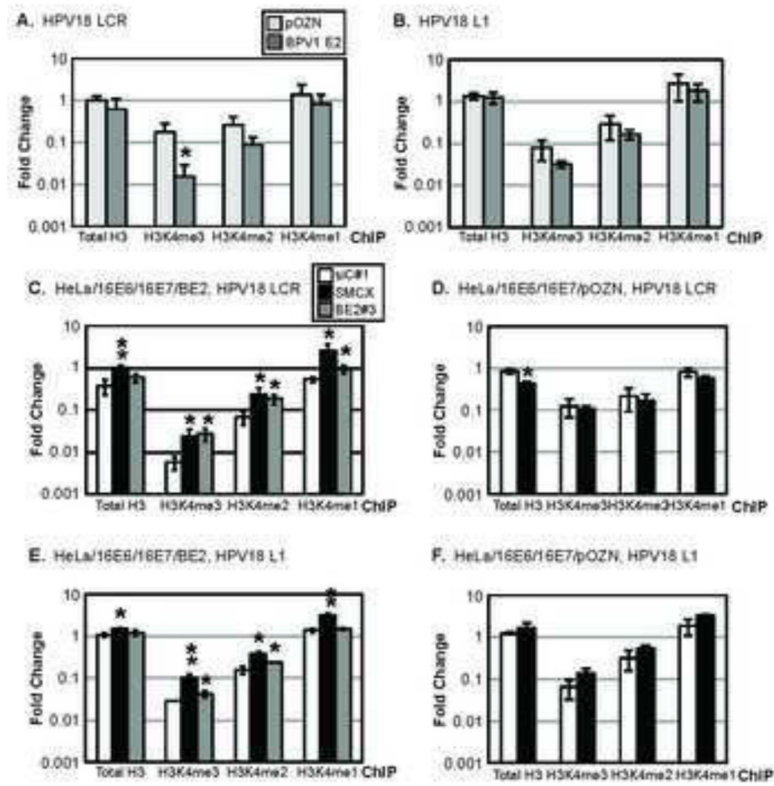 A. HPV18 LCR
pOZN
BPV1 E2
B. HPV18 L1
Fold Change
10
1
0.1
0.01
0.001
*
Total H3 H3K4me3 H3K4me2 H3K4me1 ChIP
Fold Change
10
1
0.1
0.01
0.001
Total H3 H3K4me3 H3K4me2 H3K4me1
siC#1
SMCX
BE2#3
C. HeLa/16E6/16E7/BE2, HPV18 LCR
D. HeLa/16E6/16E7/pOZN, HPV18 LCR
Fold Change
10
1
0.1
0.01
0.001
* * * * * * * *
Total H3 H3K4me3 H3K4me2 H3K4me1 ChIP
Fold Change
10
1
0.1
0.01
0.001
*
Total H3 H3K4me3H3K4me2H3K4me1 ChIP
E. HeLa/16E6/16E7/BE2, HPV18 L1
F. HeLa/16E6/16E7/pOZN, HPV18 L1
Fold Change
10
1
0.1
0.01
0.001
* * * * * * * *
Total H3 H3K4me3 H3K4me2 H3K4me1 ChIP
Fold Change
10
1
0.1
0.01
0.001
Total H3 H3K4me3 H3K4me2 H3K4me1 ChIP